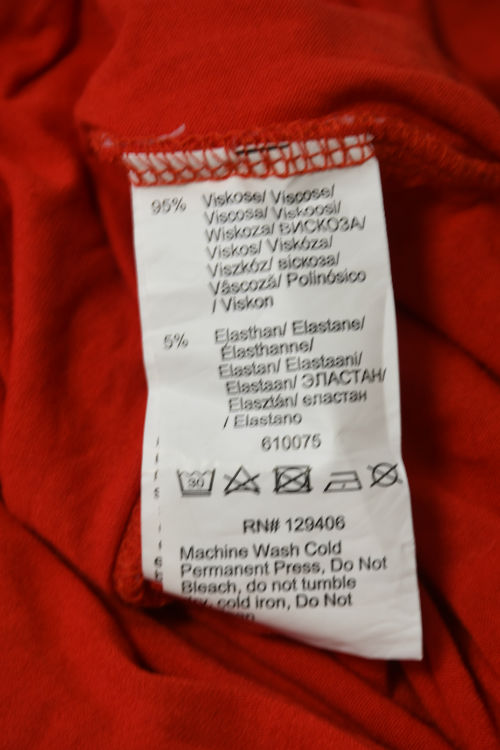 95% Viskose/ Viscose/
Viscosa/ Viskoosi/
Wiskoza/ ВИСКОЗА/
Viskos/ Viskóza/
Viszkóz/ віскоза/
Vâscoză/ Polinósico
/ Viskon
5% Elasthan/ Elastane/
Élasthanne/
Elastan/ Elastaani/
Elastaan/ ЭЛАСТАН/
Elasztán/ еластан
/ Elastano
610075
30
RN# 129406
Machine Wash Cold
Permanent Press, Do Not
Bleach, do not tumble
cold iron, Do Not